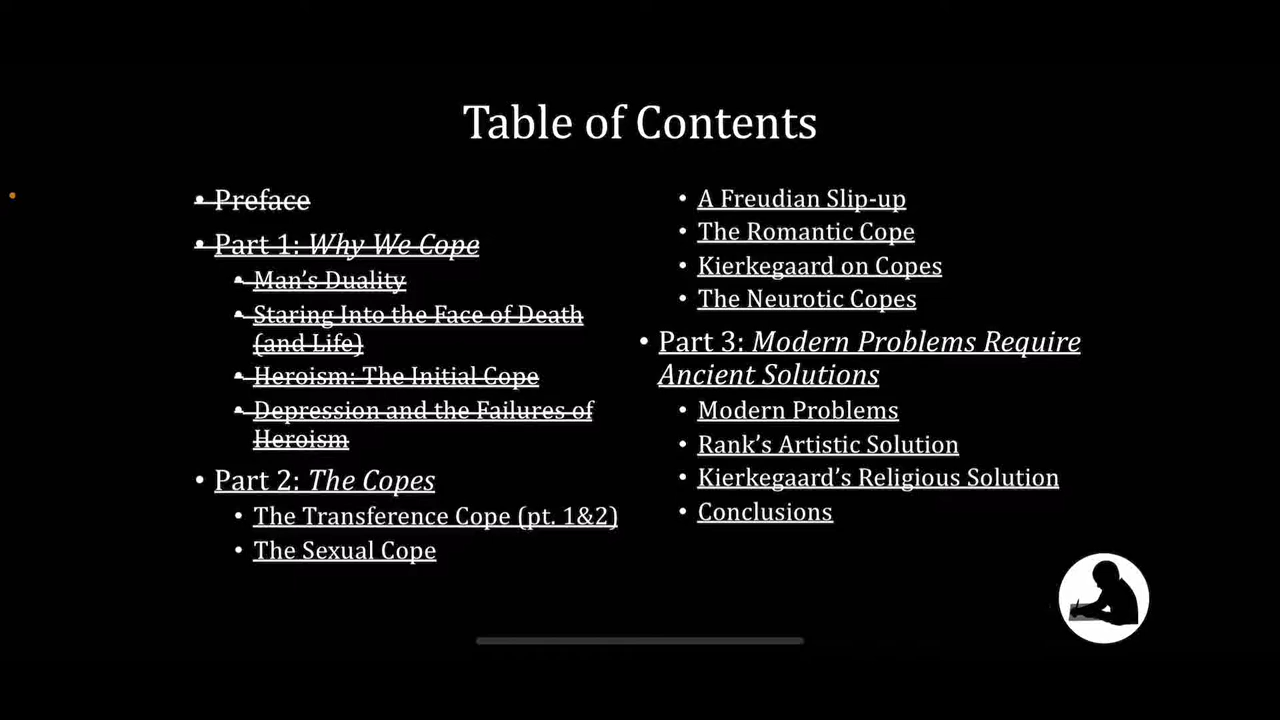 Table of Contents
• Preface
• Part 1: Why We Cope
• Man's Duality
• Staring Into the Face of Death
(and Life)
• Heroism: The Initial Cope
• Depression and the Failures of
Heroism
• Part 2: The Copes
• The Transference Cope (pt. 1&2)
• The Sexual Cope
• A Freudian Slip-up
• The Romantic Cope
• Kierkegaard on Copes
• The Neurotic Copes
• Part 3: Modern Problems Require
Ancient Solutions
• Modern Problems
• Rank's Artistic Solution
• Kierkegaard's Religious Solution
• Conclusions